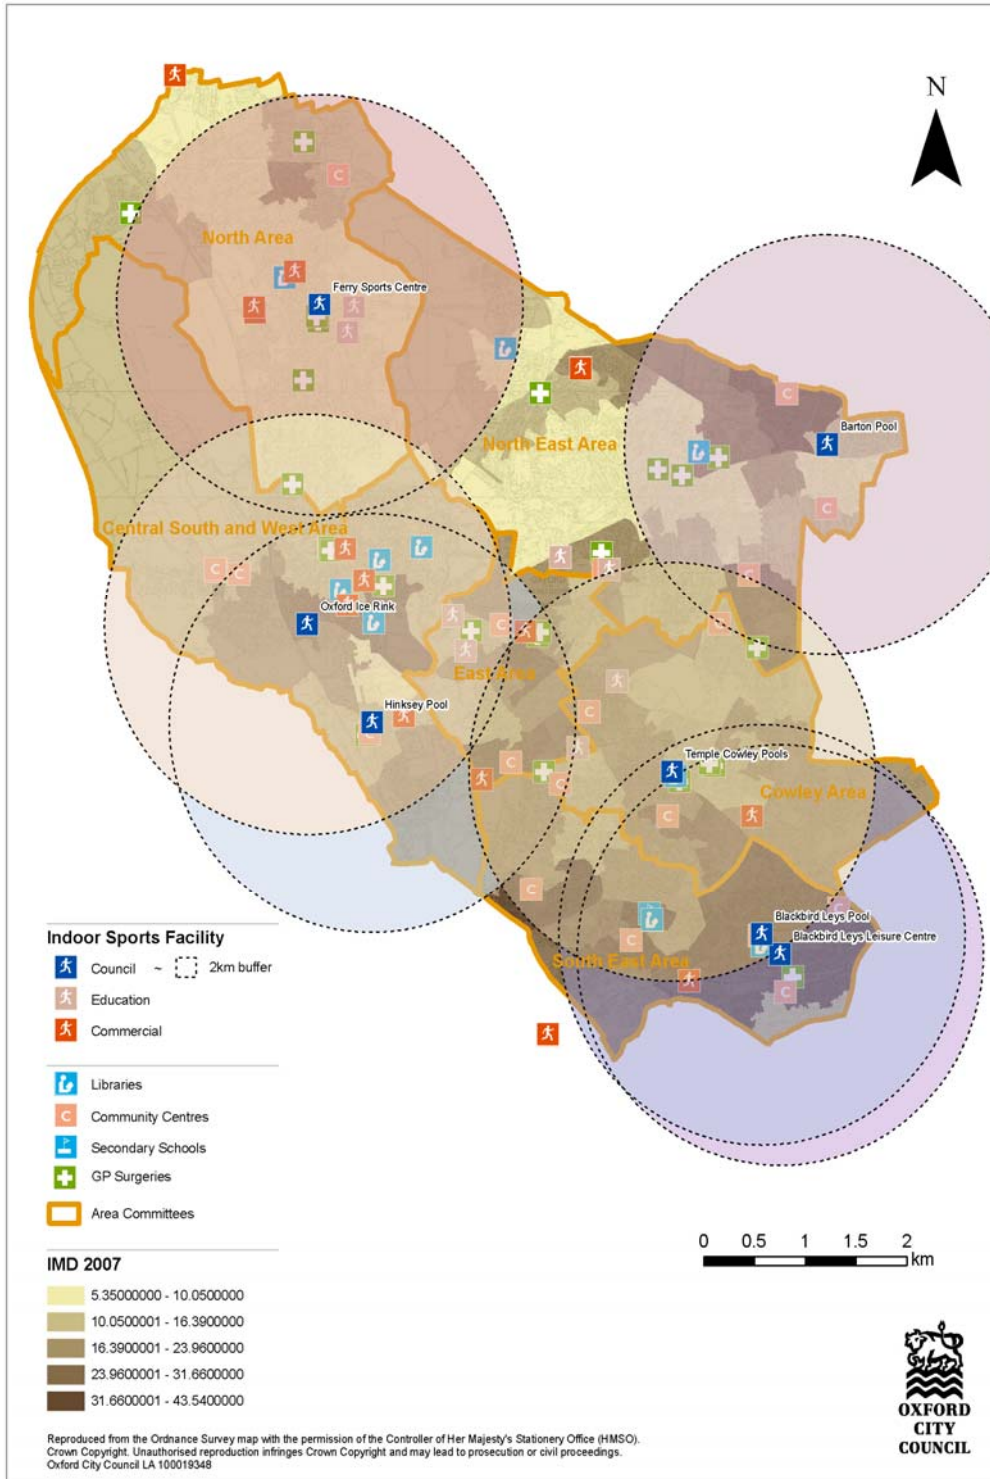 N
North Area
Ferry Sports Centre
Barton Pool
North East Area
Central South and West Area
Oxford Ice Rink
East Area
Hinksey Pool
Temple Cowley Pools
Cowley Area
Blackbird Leys Pool
Blackbird Leys Leisure Centre
South East Area
Indoor Sports Facility
Council ~ 2km buffer
Education
Commercial
Libraries
C Community Centres
Secondary Schools
GP Surgeries
Area Committees
0 0.5 1 1.5 2
km
IMD 2007
5.35000000 - 10.0500000
10.0500001 - 16.3900000
16.3900001 - 23.9600000
23.9600001 - 31.6600000
31.6600001 - 43.5400000
OXFORD
CITY
COUNCIL
Reproduced from the Ordnance Survey map with the permission of the Controller of Her Majesty's Stationery Office (HMSO).
Crown Copyright. Unauthorised reproduction infringes Crown Copyright and may lead to prosecution or civil proceedings.
Oxford City Council LA 100019348